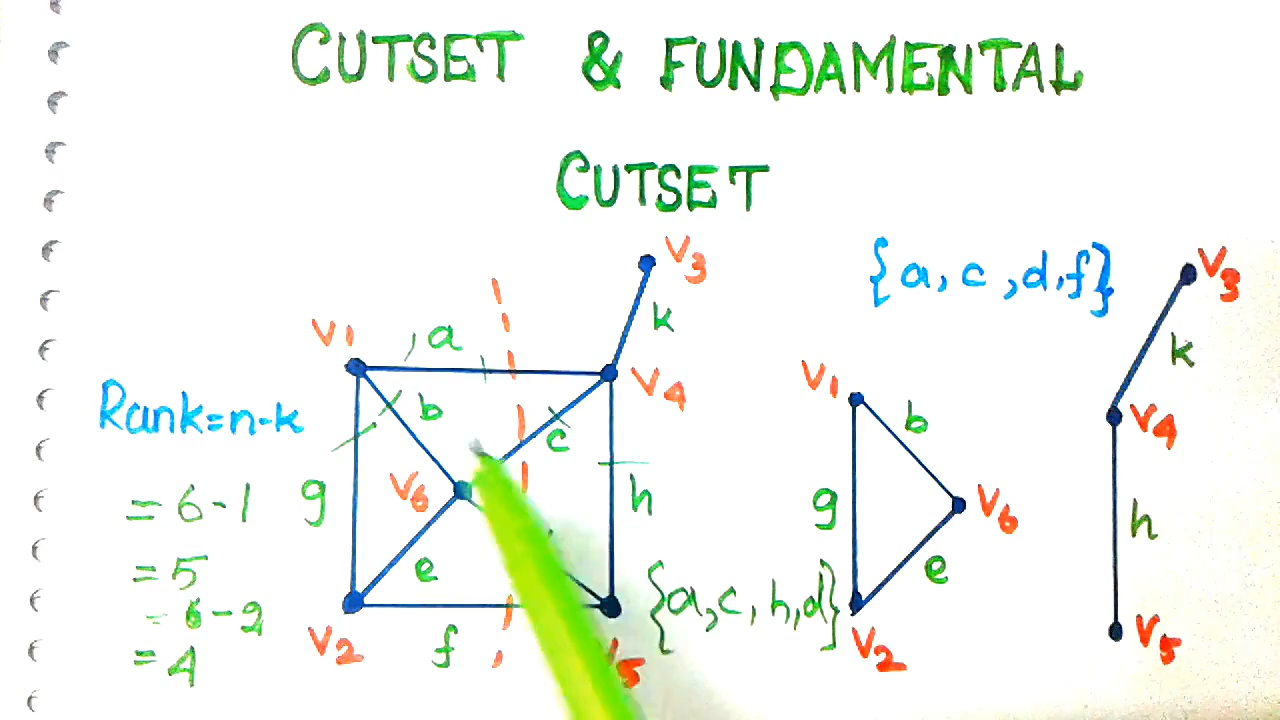 CUTSET & FUNDAMENTAL
CUTSET
V3
{a, c, d, f}
V3
k
V1
a
k
V4
V1
V4
Rank = n - k
b
c
b
= 6 - 1
g
V6
h
g
V6
h
= 5
e
{a, c, h, d}
e
= 6 - 2
V2
f
V2
V5
= 4